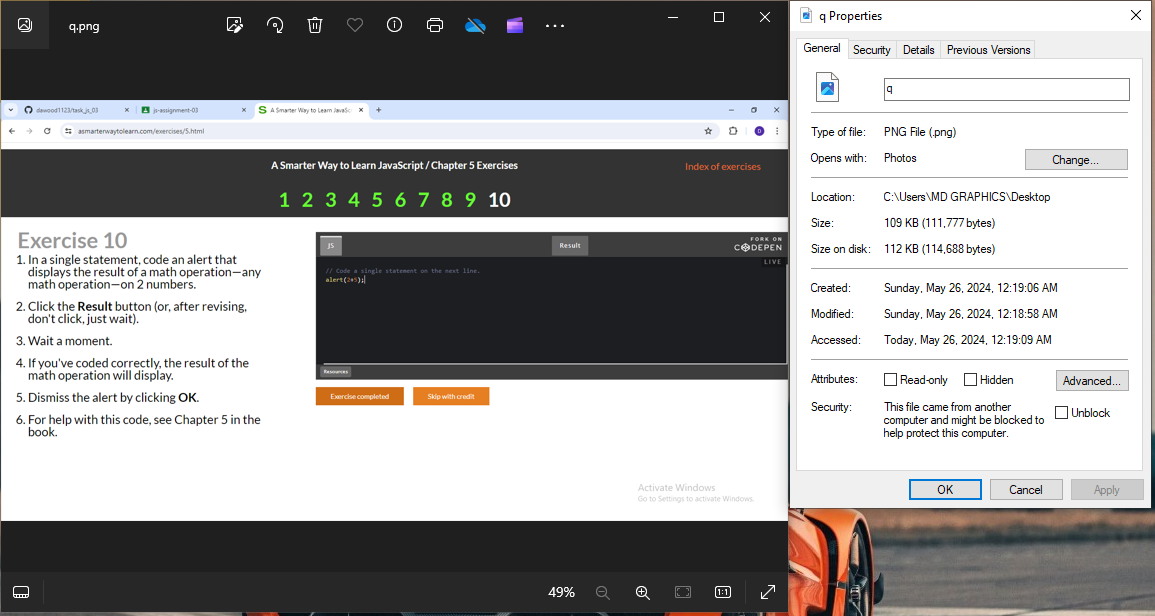 q.png
dawood1123/task_js_03
js-assignment-03
A Smarter Way to Learn JavaSc
asmarterwaytolearn.com/exercises/5.html
A Smarter Way to Learn JavaScript / Chapter 5 Exercises
Index of exercises
1 2 3 4 5 6 7 8 9 10
Exercise 10
1. In a single statement, code an alert that
displays the result of a math operation—any
math operation—on 2 numbers.
2. Click the Result button (or, after revising,
don't click, just wait).
3. Wait a moment.
4. If you've coded correctly, the result of the
math operation will display.
5. Dismiss the alert by clicking OK.
6. For help with this code, see Chapter 5 in the
book.
JS
Result
FORK ON
CODEPEN
LIVE
// Code a single statement on the next line.
Resources
Exercise completed
Skip with credit
Activate Windows
Go to Settings to activate Windows.
49%
1:1
q Properties
General Security Details Previous Versions
q
Type of file: PNG File (.png)
Opens with: Photos
Change...
Location: C:\Users\MD GRAPHICS\Desktop
Size: 109 KB (111,777 bytes)
Size on disk: 112 KB (114,688 bytes)
Created: Sunday, May 26, 2024, 12:19:06 AM
Modified: Sunday, May 26, 2024, 12:18:58 AM
Accessed: Today, May 26, 2024, 12:19:09 AM
Attributes: Read-only Hidden Advanced...
Security: This file came from another
computer and might be blocked to
help protect this computer.
Unblock
OK Cancel Apply